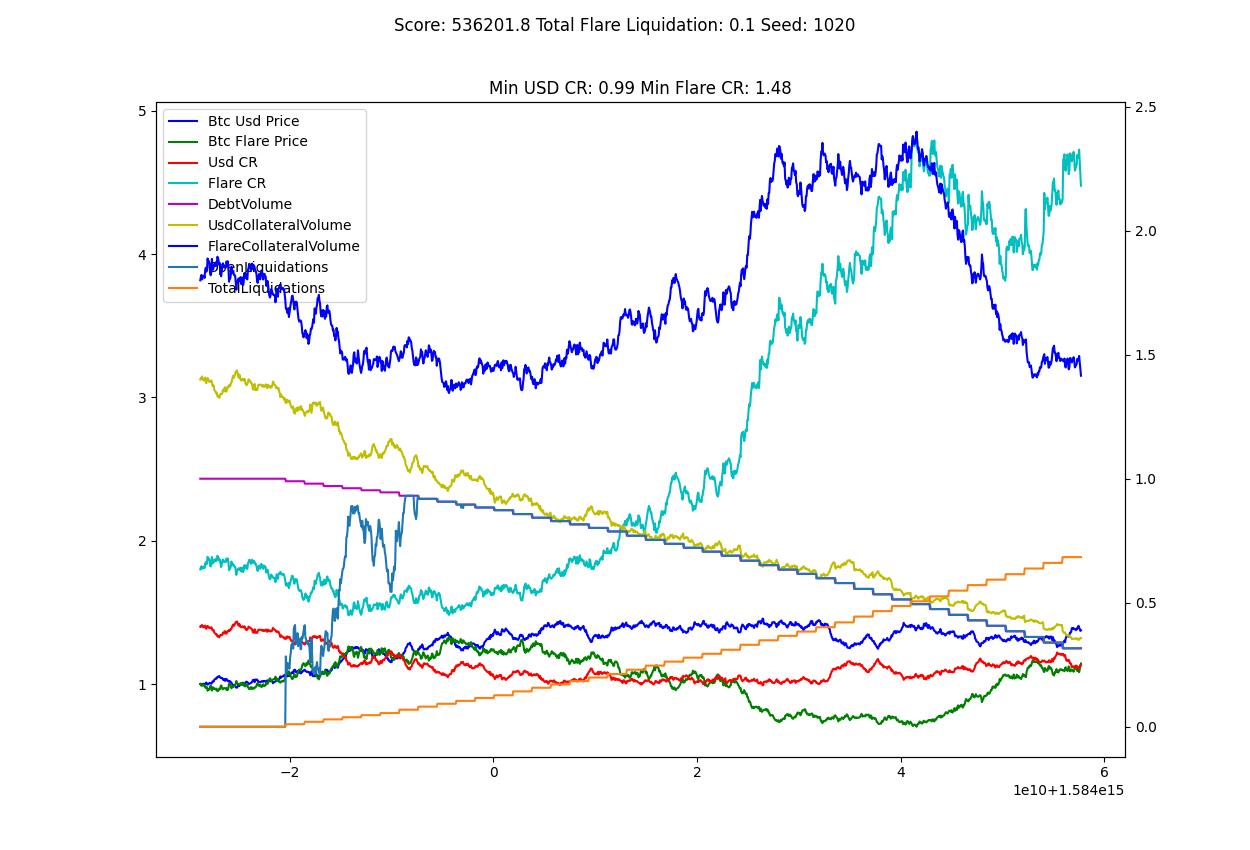 Score: 536201.8 Total Flare Liquidation: 0.1 Seed: 1020
Min USD CR: 0.99 Min Flare CR: 1.48
5
4
3
2
1
Btc Usd Price
Btc Flare Price
Usd CR
Flare CR
DebtVolume
UsdCollateralVolume
FlareCollateralVolume
OpenLiquidations
TotalLiquidations
2.5
2.0
1.5
1.0
0.5
0.0
−2 0 2 4 6
1e10+1.584e15